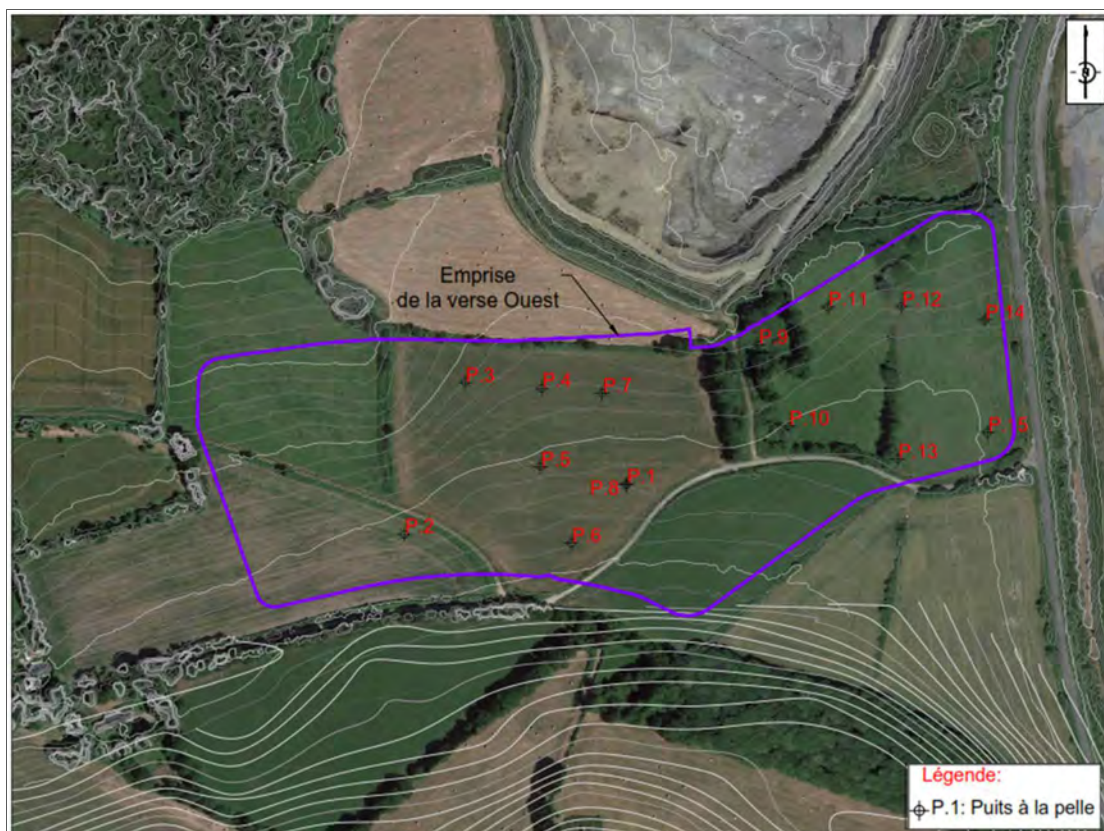 Emprise
de la verse Ouest
P.11
P.12
P.14
P.9
P.3
P.4
P.7
P.10
P.15
P.13
P.5
P.1
P.8
P.2
P.6
Légende:
P.1: Puits à la pelle